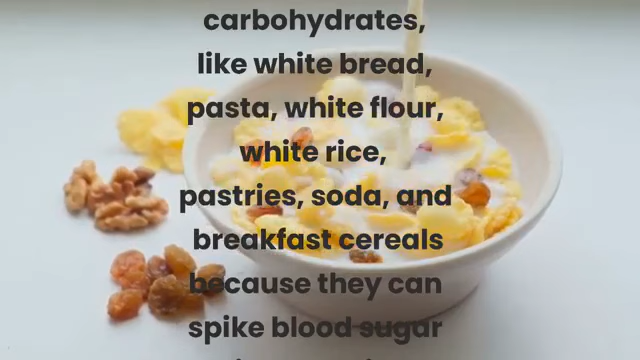 carbohydrates,
like white bread,
pasta, white flour,
white rice,
pastries, soda, and
breakfast cereals
because they can
spike blood sugar